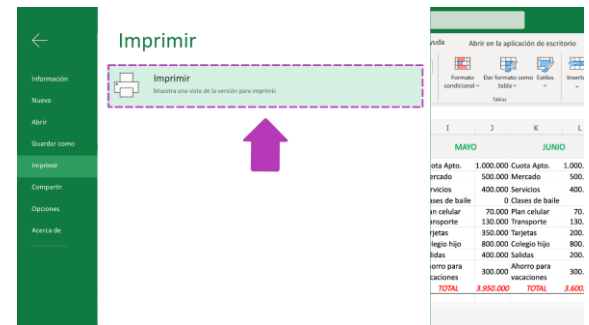 Imprimir
Imprimir
Muestra una vista de la versión para imprimir.
Información
Nuevo
Abrir
Guardar como
Imprimir
Compartir
Opciones
Acerca de
yuda Abrir en la aplicación de escritorio
Formato condicional
Dar formato como tabla
Estilos
Inserta
Tablas
I J K L
MAYO JUNIO
ota Apto. 1.000.000 Cuota Apto. 1.000.
ercado 500.000 Mercado 500.
rvicios 400.000 Servicios 400.
ases de baile 0 Clases de baile
an celular 70.000 Plan celular 70.
ansporte 130.000 Transporte 130.
rjetas 350.000 Tarjetas 200.
olegio hijo 800.000 Colegio hijo 800.
lidas 400.000 Salidas 200.
orro para caciones 300.000 Ahorro para vacaciones 300.
TOTAL 3.950.000 TOTAL 3.600.